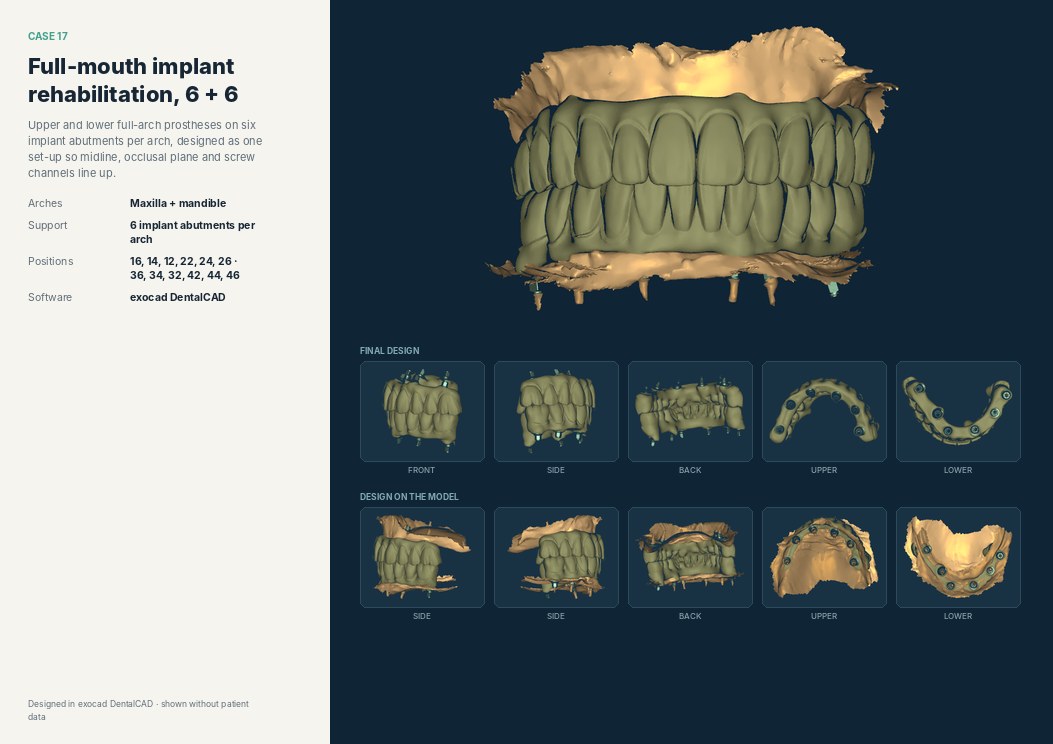 CASE 17
Full-mouth implant
rehabilitation, 6 + 6
Upper and lower full-arch prostheses on six
implant abutments per arch, designed as one
set-up so midline, occlusal plane and screw
channels line up.
Arches Maxilla + mandible
Support 6 implant abutments per
arch
Positions 16, 14, 12, 22, 24, 26 ·
36, 34, 32, 42, 44, 46
Software exocad DentalCAD
Designed in exocad DentalCAD · shown without patient
data
FINAL DESIGN
FRONT SIDE BACK UPPER LOWER
DESIGN ON THE MODEL
SIDE SIDE BACK UPPER LOWER